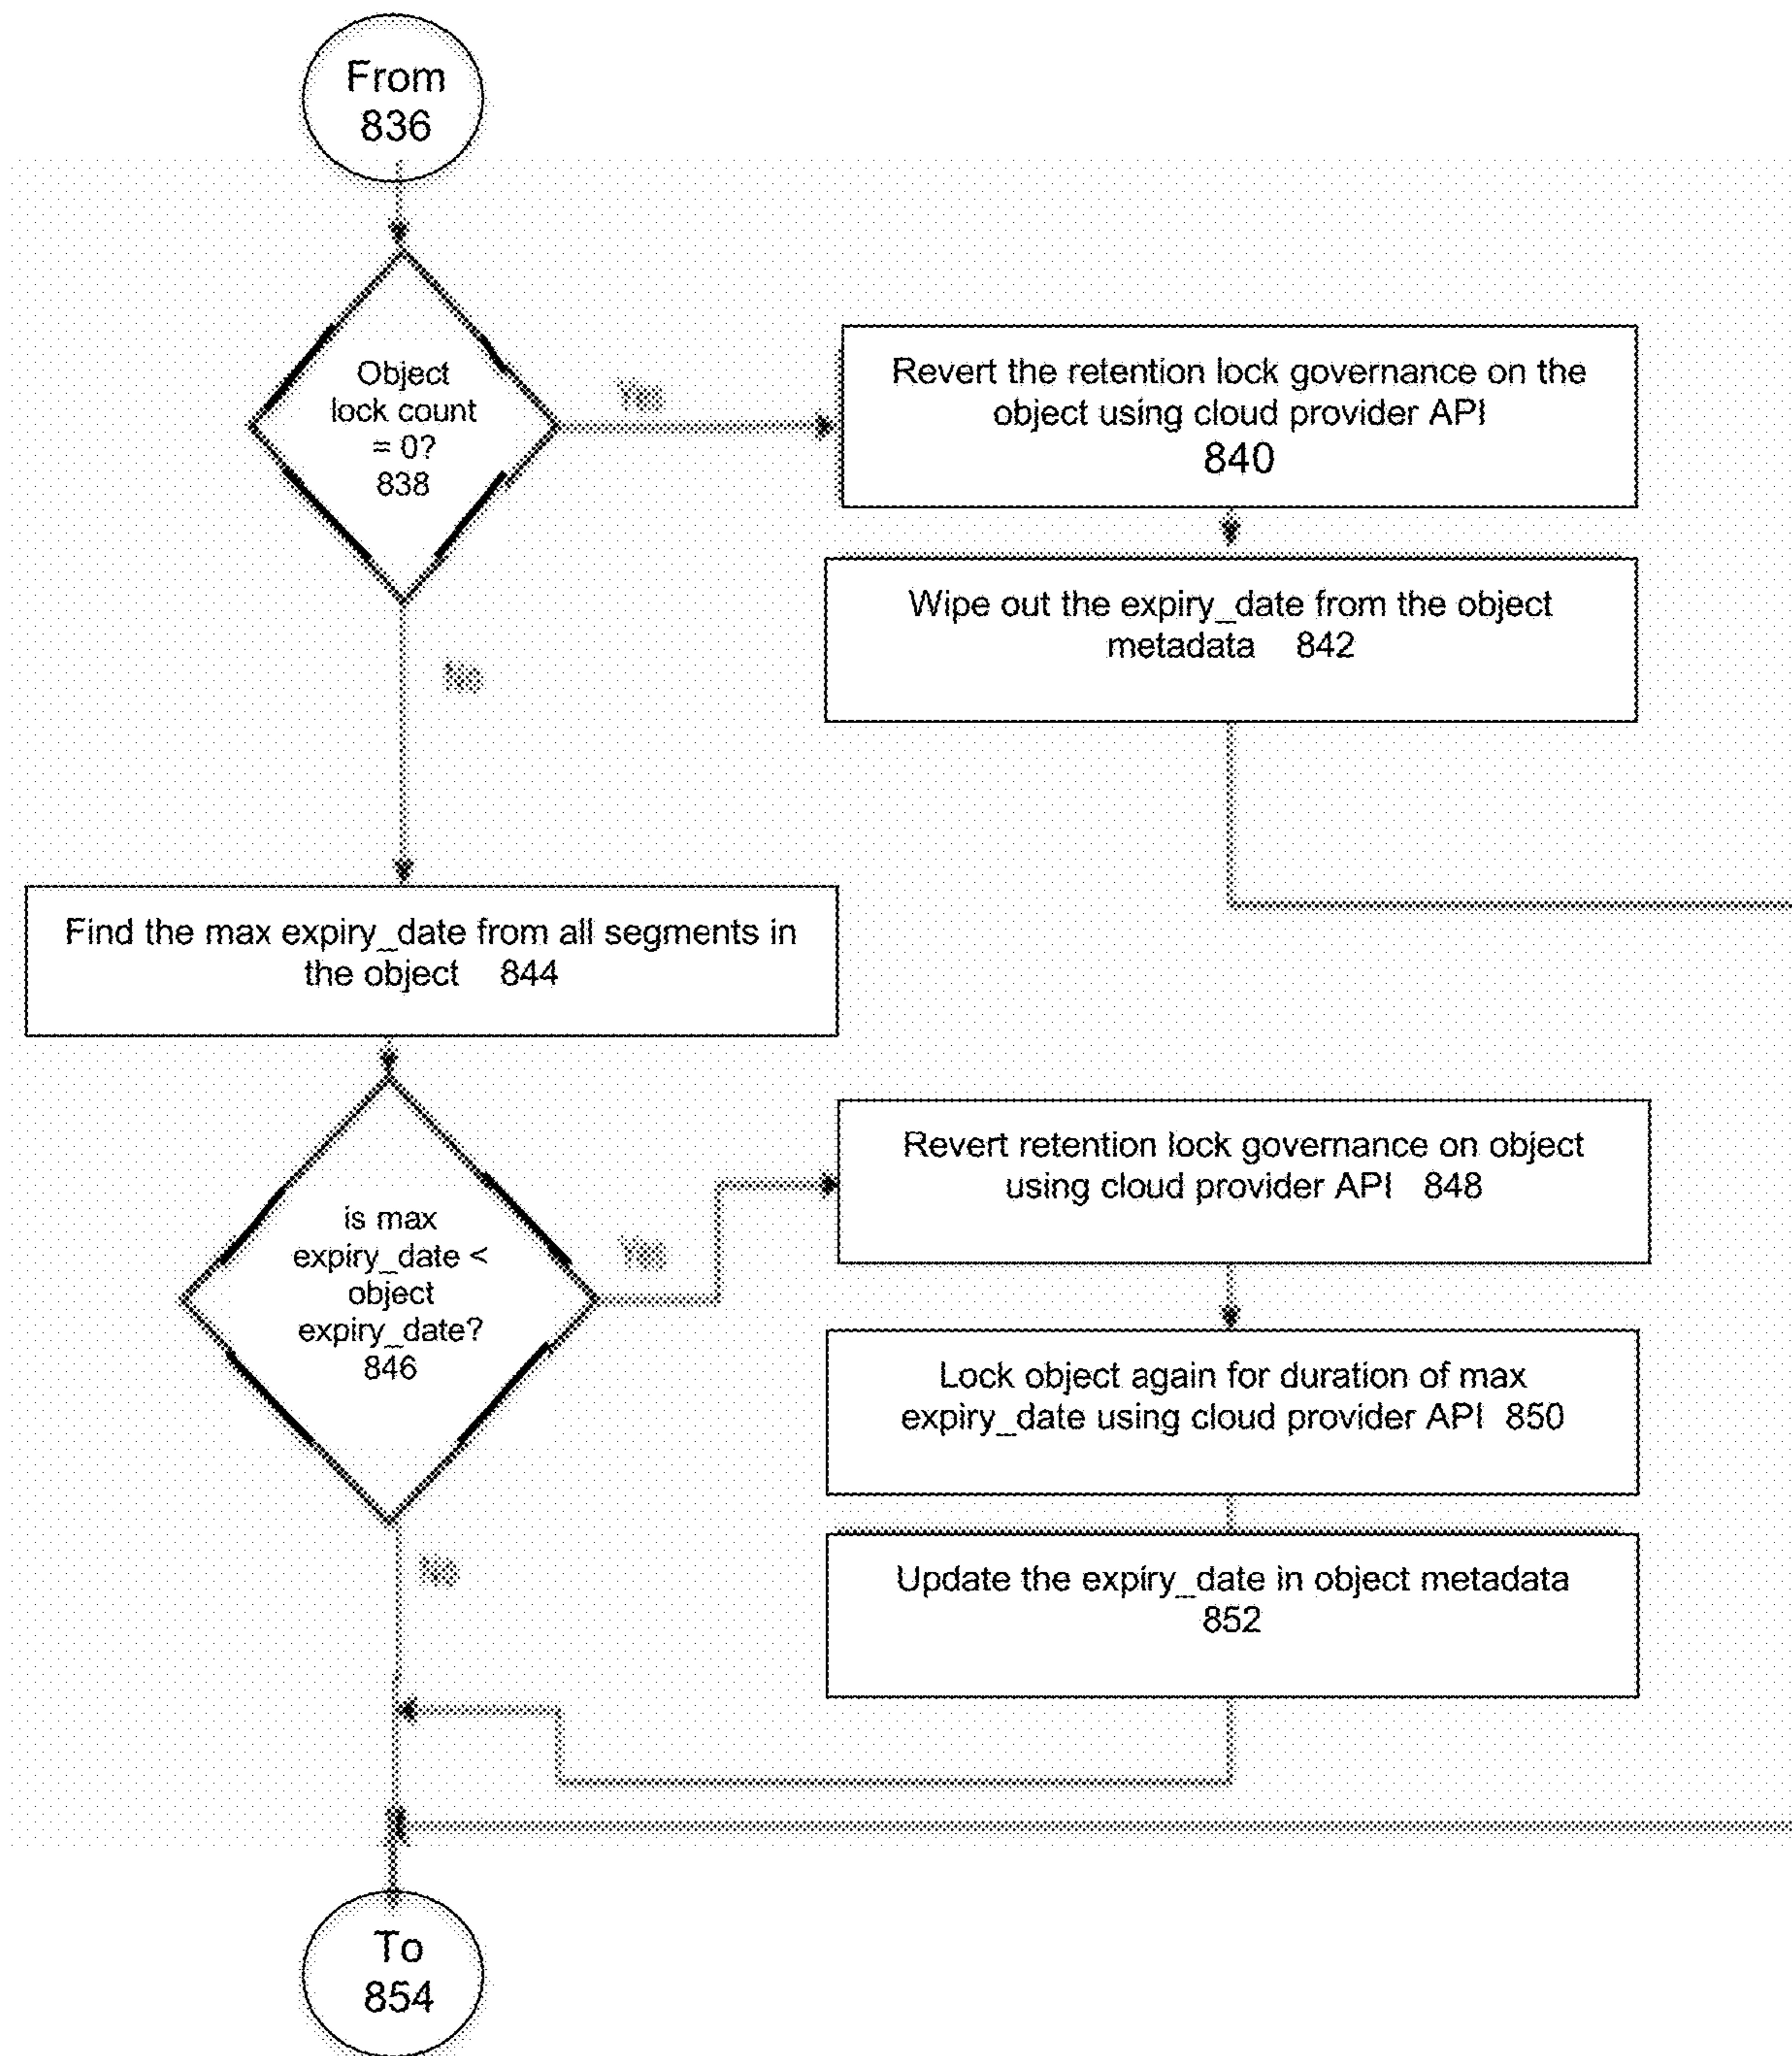 From
836
Object
lock count
= 0?
838
Yes
Revert the retention lock governance on the
object using cloud provider API
840
Wipe out the expiry_date from the object
metadata 842
No
Find the max expiry_date from all segments in
the object 844
is max
expiry_date <
object
expiry_date?
846
Yes
Revert retention lock governance on object
using cloud provider API 848
Lock object again for duration of max
expiry_date using cloud provider API 850
Update the expiry_date in object metadata
852
No
To
854